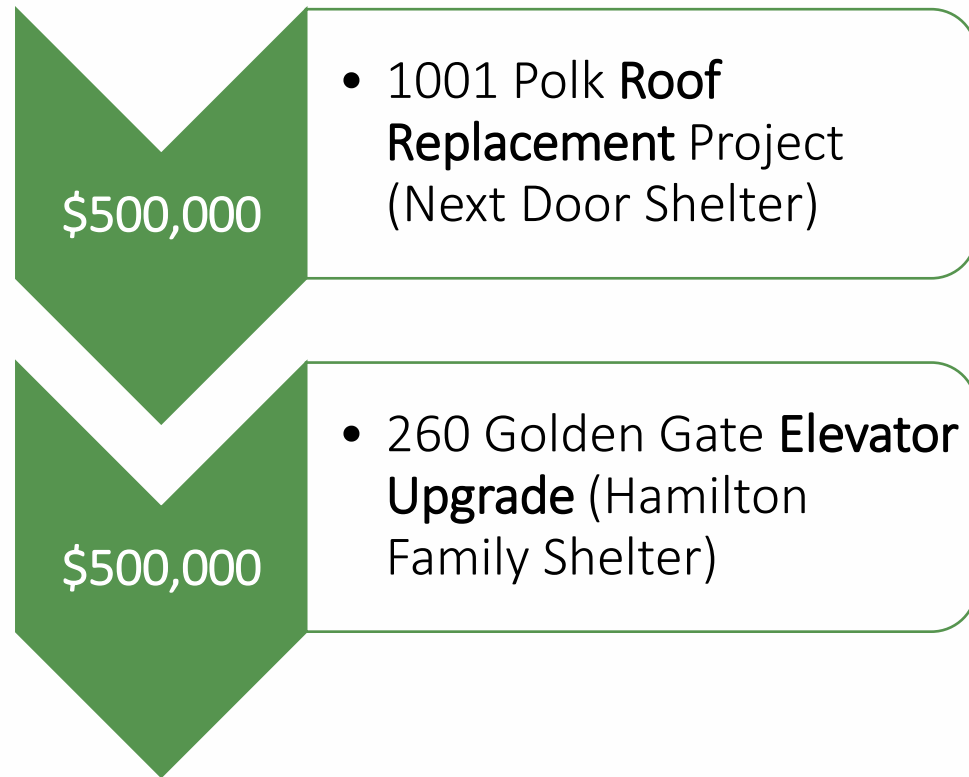 $500,000
• 1001 Polk Roof
Replacement Project
(Next Door Shelter)
$500,000
• 260 Golden Gate Elevator
Upgrade (Hamilton
Family Shelter)